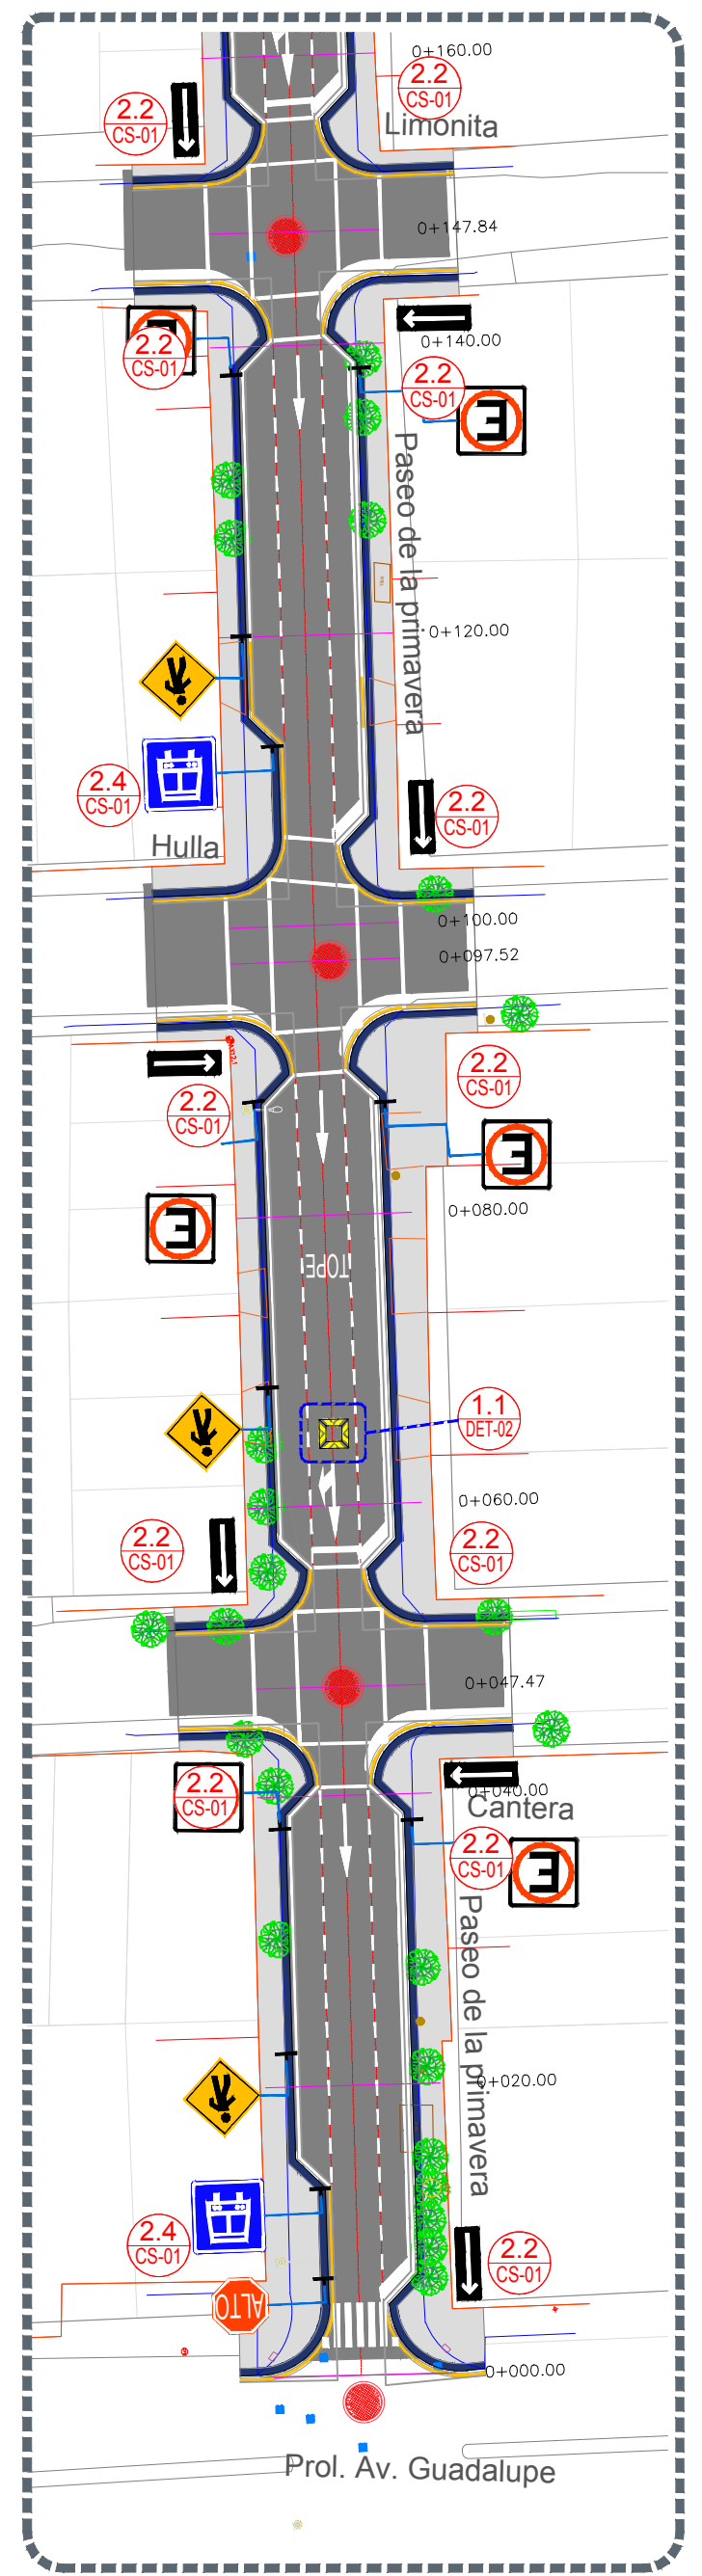 0+160.00
2.2
CS-01
2.2
CS-01
Limonita
0+147.84
0+140.00
2.2
CS-01
2.2
CS-01
E
Paseo de la primavera
0+120.00
2.4
CS-01
2.2
CS-01
Hulla
0+100.00
0+097.52
2.2
CS-01
2.2
CS-01
E
0+080.00
E
TOPE
1.1
DET-02
0+060.00
2.2
CS-01
2.2
CS-01
0+047.47
2.2
CS-01
0+040.00
Cantera
2.2
CS-01
E
Paseo de la primavera
0+020.00
2.4
CS-01
2.2
CS-01
ALTO
0+000.00
Prol. Av. Guadalupe